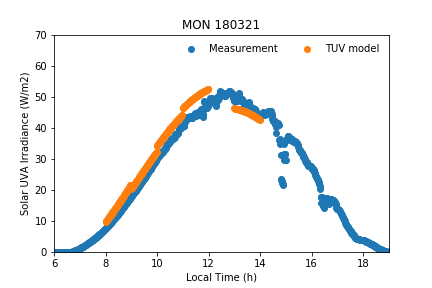 MON 180321
70
60
50
40
30
20
10
0
Solar UVA Irradiance (W/m2)
Measurement
TUV model
6 8 10 12 14 16 18
Local Time (h)